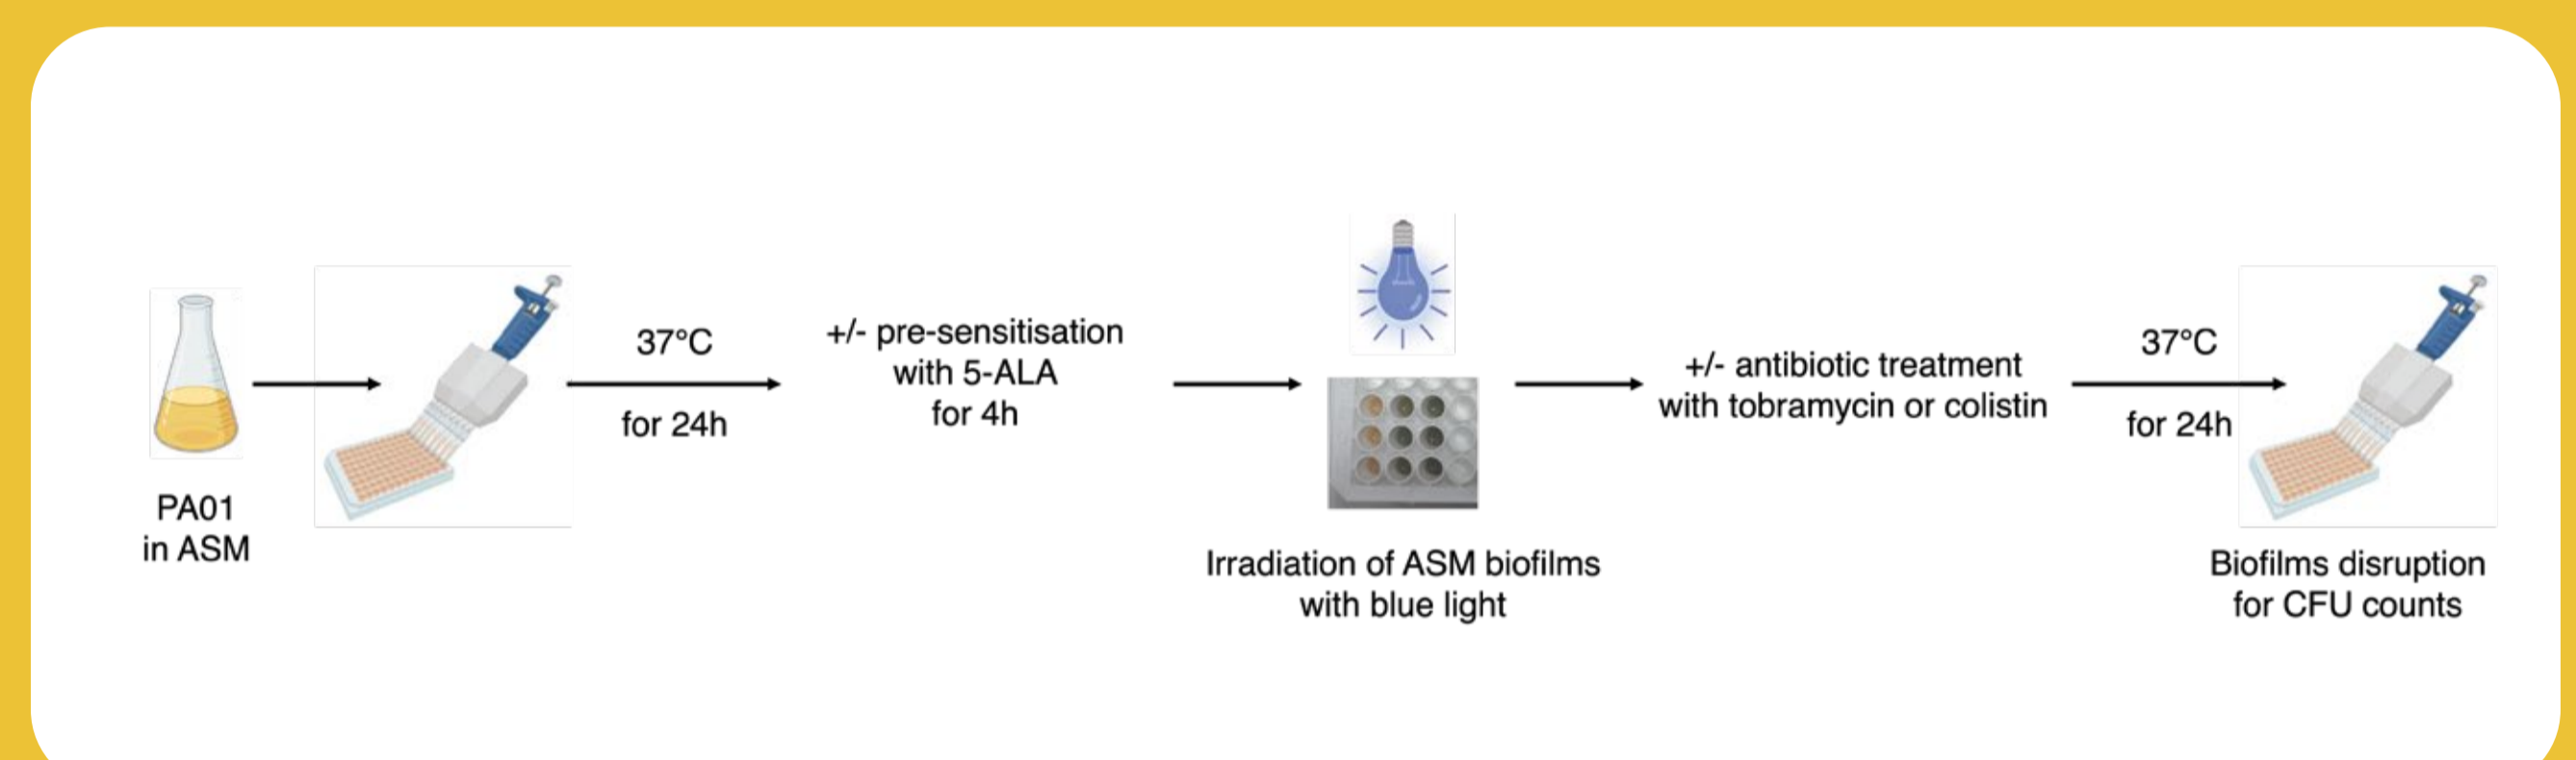 PA01
in ASM
37°C
for 24h
+/- pre-sensitisation
with 5-ALA
for 4h
Irradiation of ASM biofilms
with blue light
+/- antibiotic treatment
with tobramycin or colistin
37°C
for 24h
Biofilms disruption
for CFU counts